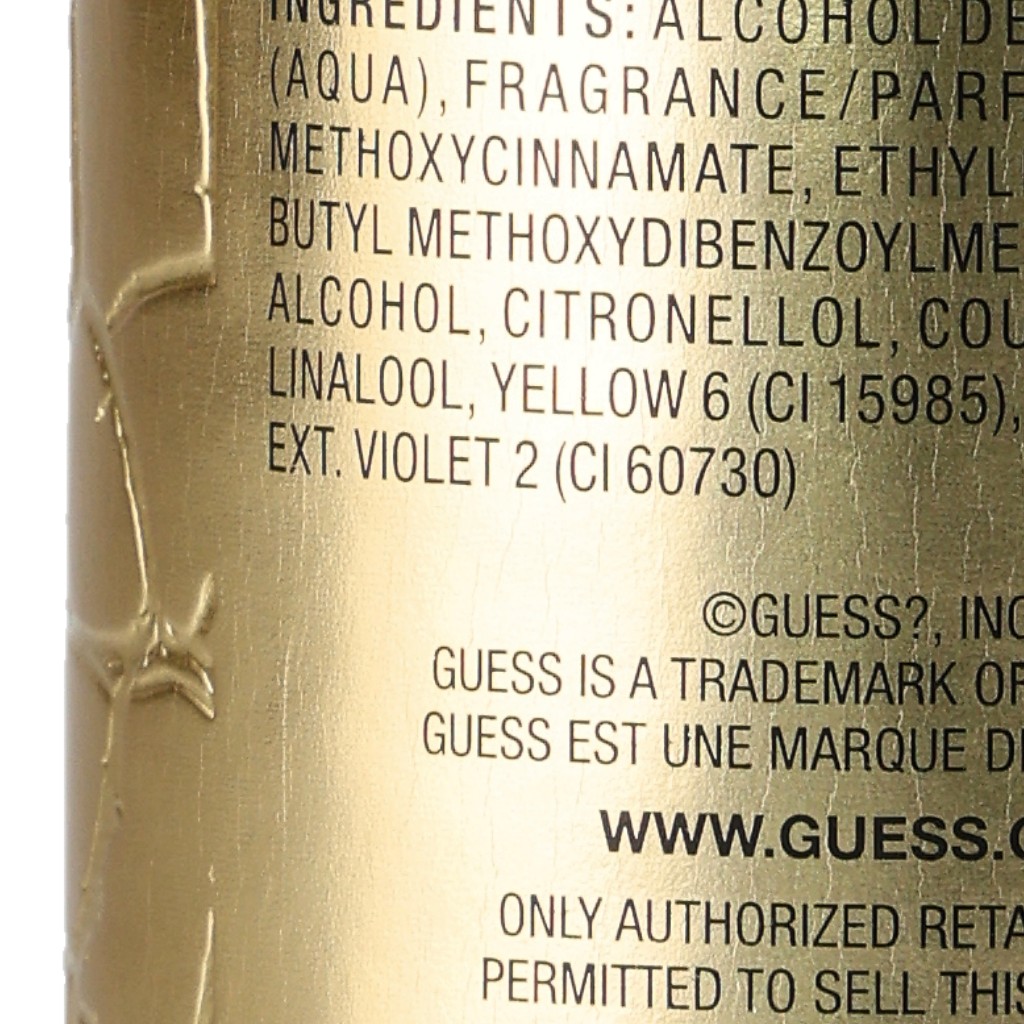 INGREDIENTS: ALCOHOL DE
(AQUA), FRAGRANCE/PARF
METHOXYCINNAMATE, ETHYL
BUTYL METHOXYDIBENZOYLME
ALCOHOL, CITRONELLOL, COU
LINALOOL, YELLOW 6 (CI 15985),
EXT. VIOLET 2 (CI 60730)
©GUESS?, INC
GUESS IS A TRADEMARK OF
GUESS EST UNE MARQUE DE
WWW.GUESS.C
ONLY AUTHORIZED RETA
PERMITTED TO SELL THIS